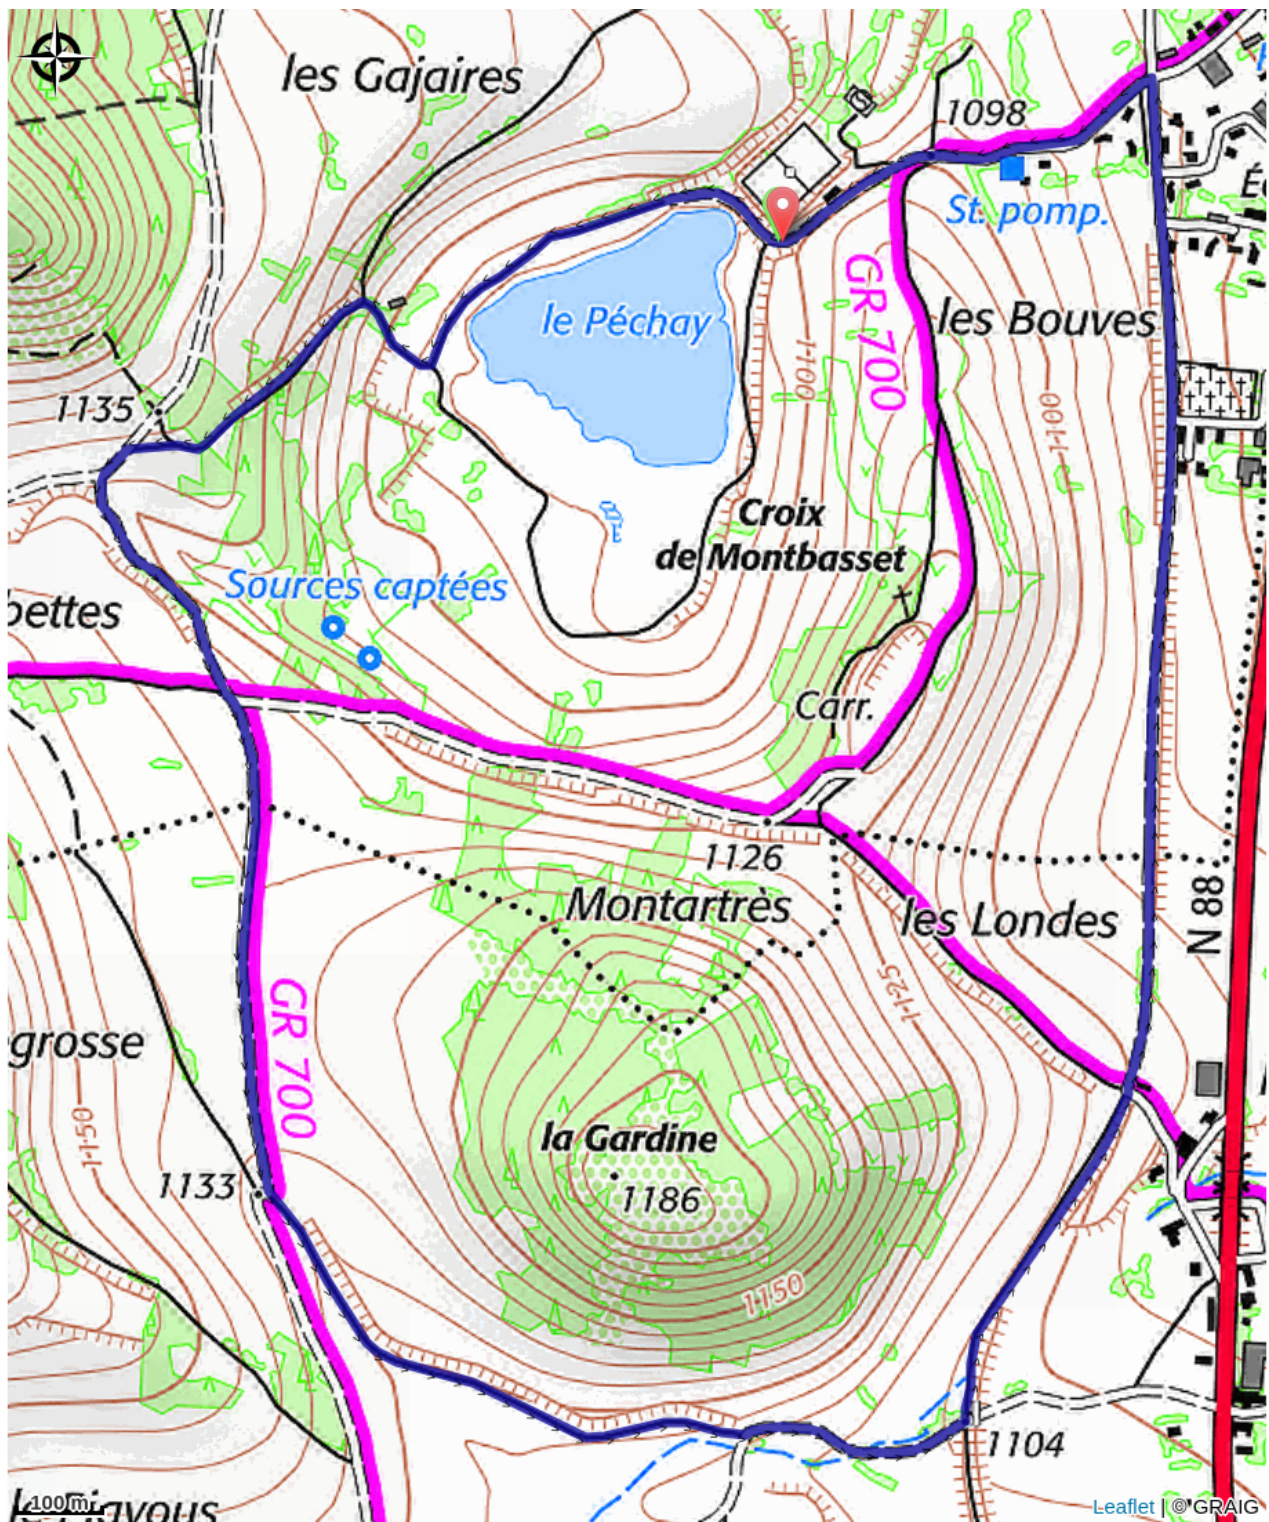 les Gajaires
1098
St. pomp.
GR 700
le Péchay
les Bouves
1100
1100
1135
Croix
de Montbasset
Sources captées
Carr.
1126
Montartrès
les Londes
N 88
1125
grosse
GR 700
1150
la Gardine
1186
1133
1150
1104
100 m
Leaflet | © GRAIG